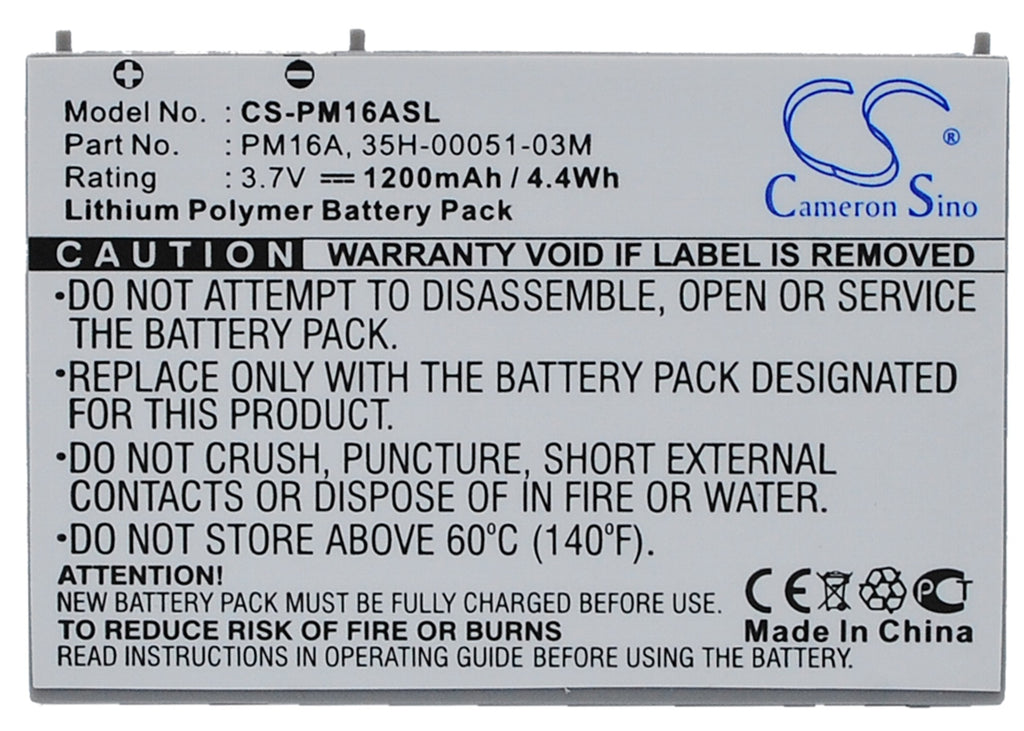 Model No. : CS-PM16ASL
Part No. : PM16A, 35H-00051-03M
Rating : 3.7V ⎓ 1200mAh / 4.4Wh
Lithium Polymer Battery Pack
CS®
Cameron Sino
CAUTION WARRANTY VOID IF LABEL IS REMOVED
•DO NOT ATTEMPT TO DISASSEMBLE, OPEN OR SERVICE
THE BATTERY PACK.
•REPLACE ONLY WITH THE BATTERY PACK DESIGNATED
FOR THIS PRODUCT.
•DO NOT CRUSH, PUNCTURE, SHORT EXTERNAL
CONTACTS OR DISPOSE OF IN FIRE OR WATER.
•DO NOT STORE ABOVE 60°C (140°F).
ATTENTION!
NEW BATTERY PACK MUST BE FULLY CHARGED BEFORE USE.
TO REDUCE RISK OF FIRE OR BURNS
READ INSTRUCTIONS IN OPERATING GUIDE BEFORE USING THE BATTERY.
CE PCT
Made In China